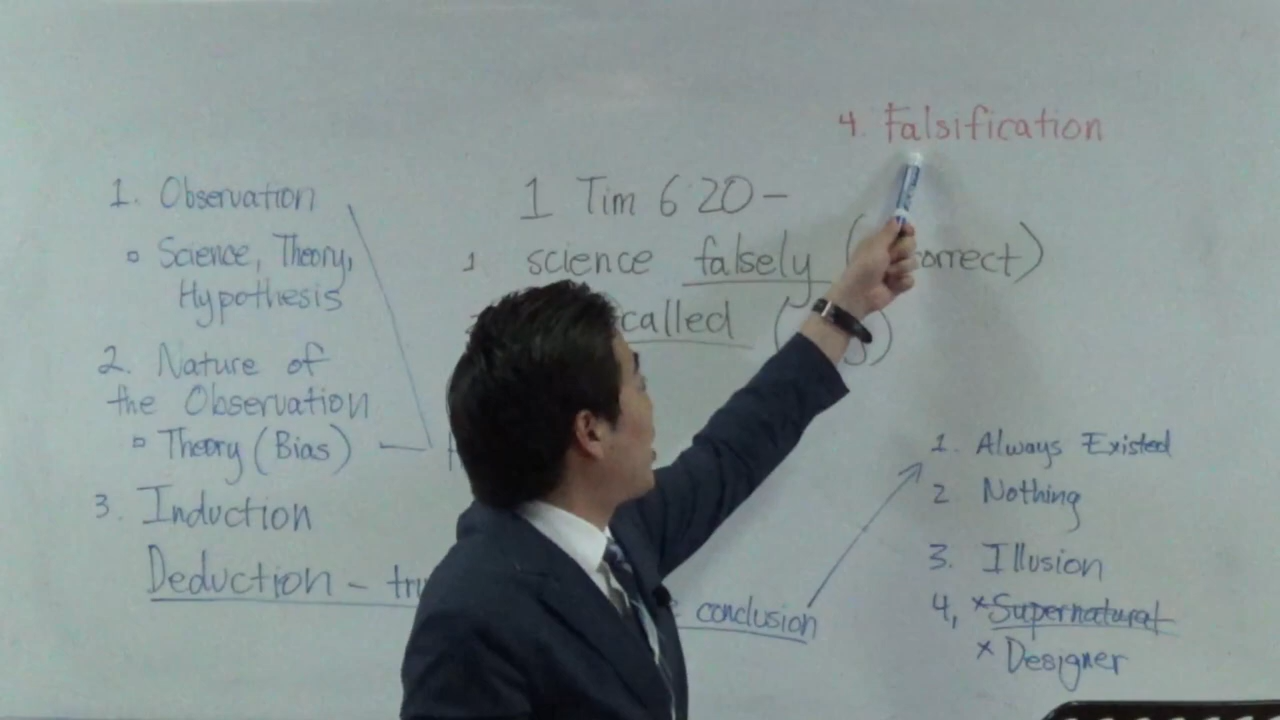 4. Falsification
1. Observation
▫ Science, Theory,
Hypothesis
2. Nature of
the Observation
▫ Theory (Bias)
3. Induction
Deduction -
1 Tim 6:20-
1 science falsely
called
conclusion
1. Always Existed
2 Nothing
3. Illusion
4, × Supernatural
× Designer